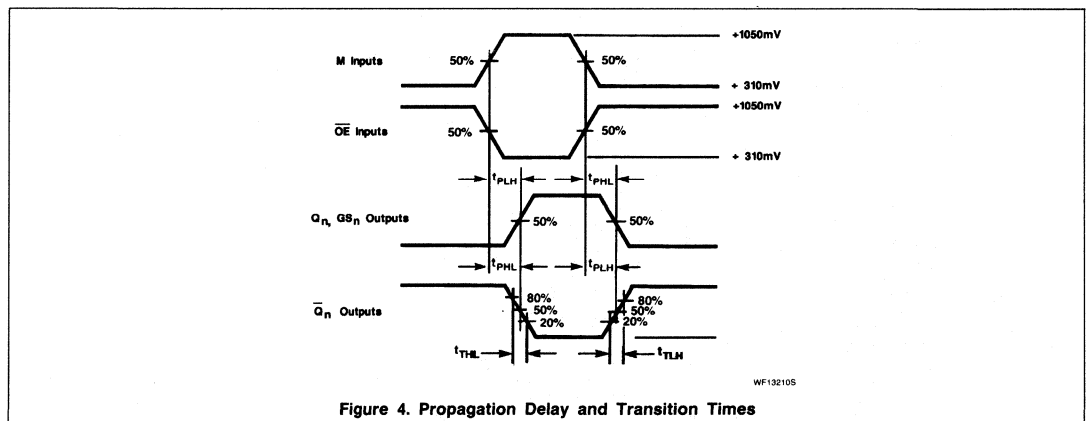 +1050mV
M Inputs
50%
50%
+ 310mV
+1050mV
OE Inputs
50%
50%
+ 310mV
tPLH
tPHL
Qn, GSn Outputs
50%
50%
tPHL
tPLH
Qn Outputs
80%
50%
20%
80%
50%
20%
tTHL
tTLH
WF13210S
Figure 4. Propagation Delay and Transition Times